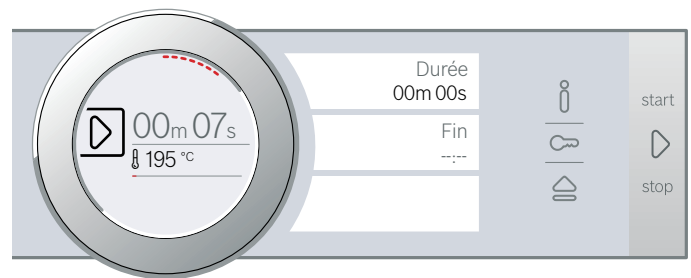 00m 07s
195 °C
Durée
00m 00s
Fin
--:--
start
stop